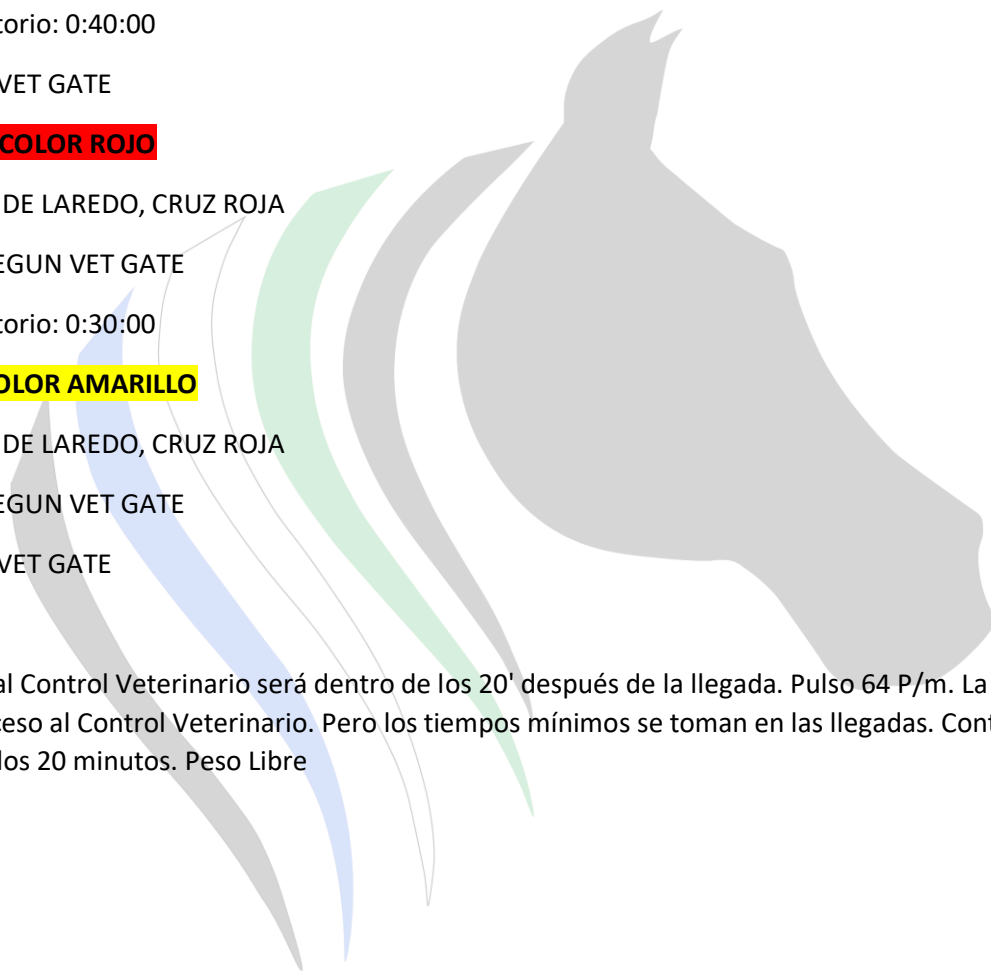 torio: 0:40:00
VET GATE
COLOR ROJO
DE LAREDO, CRUZ ROJA
EGUN VET GATE
torio: 0:30:00
OLOR AMARILLO
DE LAREDO, CRUZ ROJA
EGUN VET GATE
VET GATE
al Control Veterinario será dentro de los 20' después de la llegada. Pulso 64 P/m. La
ceso al Control Veterinario. Pero los tiempos mínimos se toman en las llegadas. Cont
los 20 minutos. Peso Libre